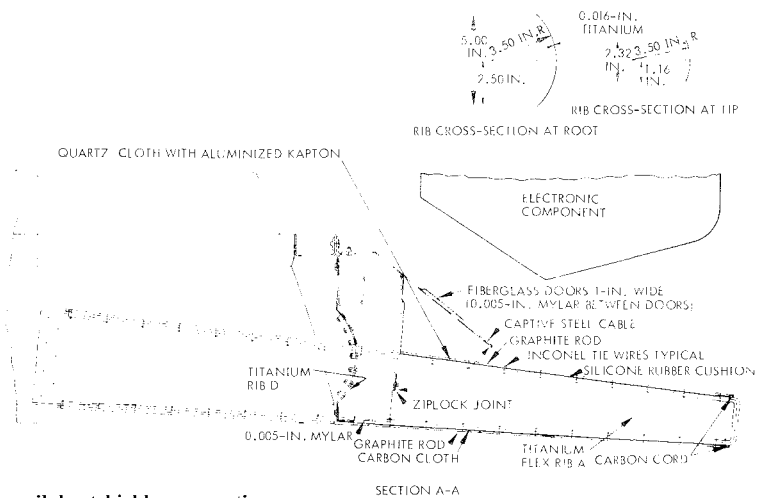 0.016-IN.
TITANIUM
5.00
IN.
3.50 IN. R
2.50 IN.
2.32
IN.
3.50 IN. R
1.16
IN.
RIB CROSS-SECTION AT TIP
RIB CROSS-SECTION AT ROOT
QUARTZ CLOTH WITH ALUMINIZED KAPTON
ELECTRONIC
COMPONENT
FIBERGLASS DOORS 1-IN. WIDE
(0.005-IN. MYLAR BETWEEN DOORS)
CAPTIVE STEEL CABLE
GRAPHITE ROD
INCONEL TIE WIRES TYPICAL
SILICONE RUBBER CUSHION
TITANIUM
RIB D
ZIPLOCK JOINT
0.005-IN. MYLAR
GRAPHITE ROD
CARBON CLOTH
TITANIUM
FLEX RIB A
CARBON CORD
SECTION A-A